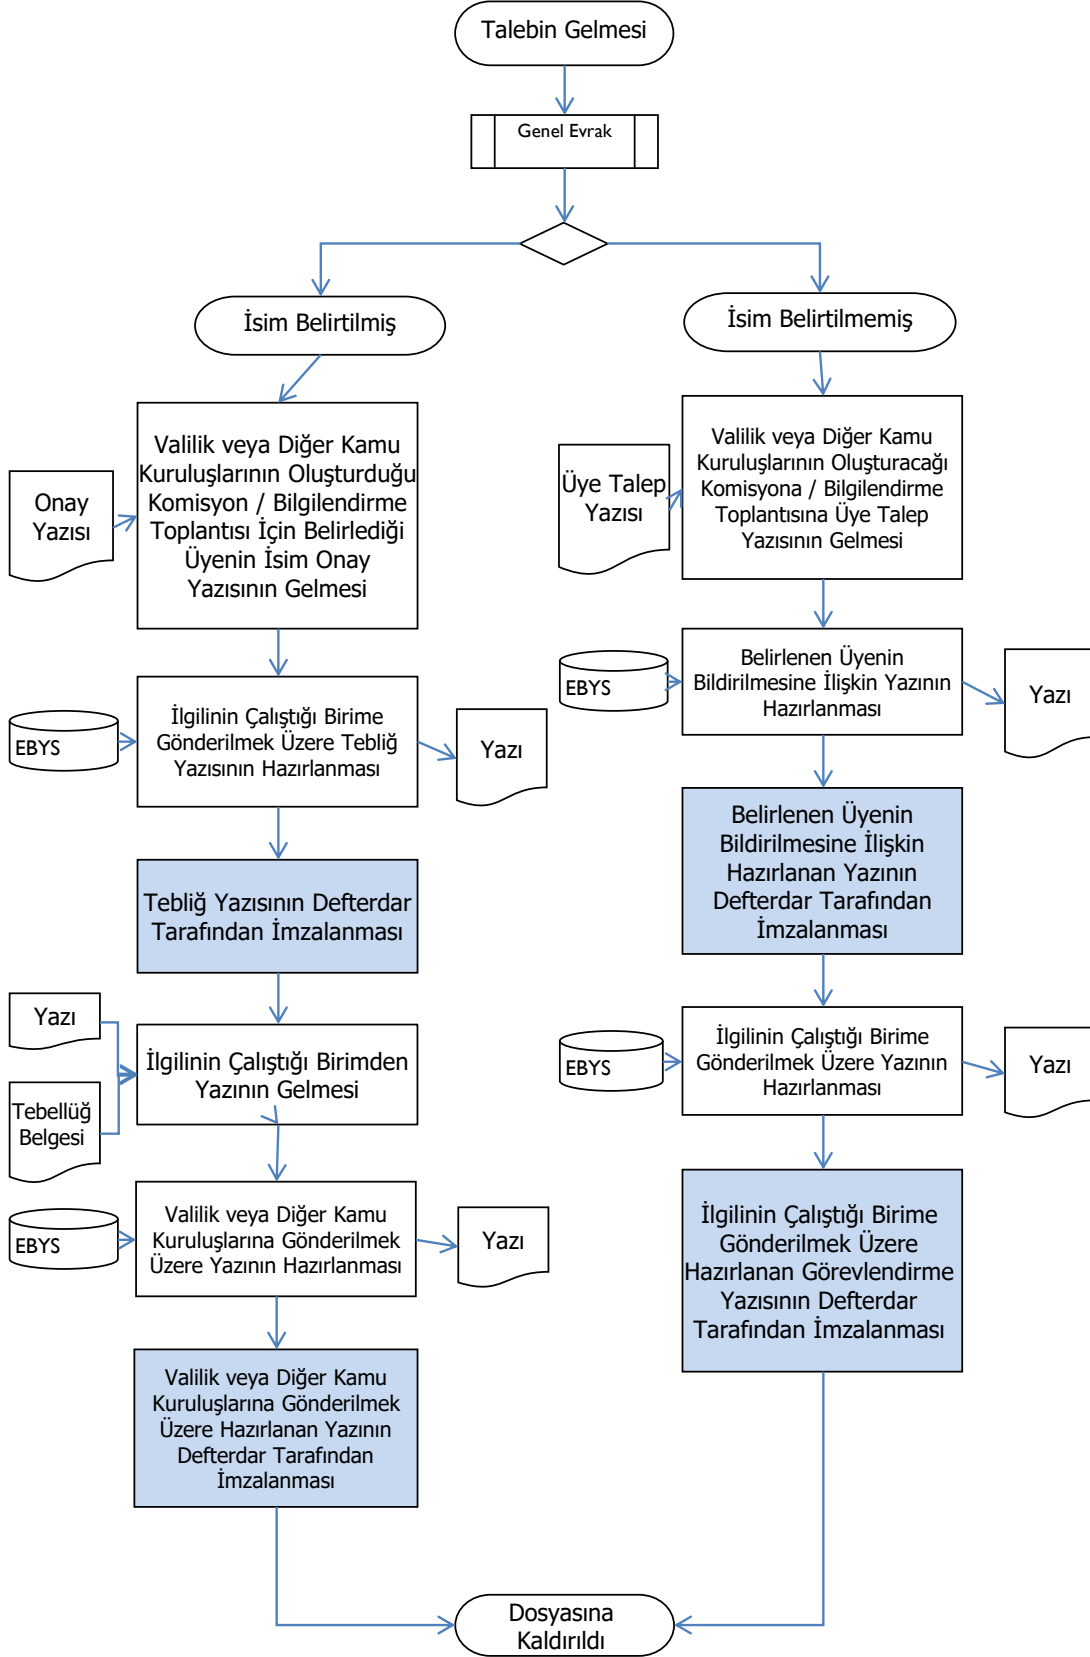 Talebin Gelmesi
Genel Evrak
İsim Belirtilmiş
İsim Belirtilmemiş
Onay
Yazısı
Valilik veya Diğer Kamu
Kuruluşlarının Oluşturduğu
Komisyon / Bilgilendirme
Toplantısı İçin Belirlediği
Üyenin İsim Onay
Yazısının Gelmesi
Üye Talep
Yazısı
Valilik veya Diğer Kamu
Kuruluşlarının Oluşturacağı
Komisyona / Bilgilendirme
Toplantısına Üye Talep
Yazısının Gelmesi
EBYS
İlgilinin Çalıştığı Birime
Gönderilmek Üzere Tebliğ
Yazısının Hazırlanması
Yazı
EBYS
Belirlenen Üyenin
Bildirilmesine İlişkin Yazının
Hazırlanması
Yazı
Tebliğ Yazısının Defterdar
Tarafından İmzalanması
Belirlenen Üyenin
Bildirilmesine İlişkin
Hazırlanan Yazının
Defterdar Tarafından
İmzalanması
Yazı
Tebellüğ
Belgesi
İlgilinin Çalıştığı Birimden
Yazının Gelmesi
EBYS
İlgilinin Çalıştığı Birime
Gönderilmek Üzere Yazının
Hazırlanması
Yazı
EBYS
Valilik veya Diğer Kamu
Kuruluşlarına Gönderilmek
Üzere Yazının Hazırlanması
Yazı
İlgilinin Çalıştığı Birime
Gönderilmek Üzere
Hazırlanan Görevlendirme
Yazısının Defterdar
Tarafından İmzalanması
Valilik veya Diğer Kamu
Kuruluşlarına Gönderilmek
Üzere Hazırlanan Yazının
Defterdar Tarafından
İmzalanması
Dosyasına
Kaldırıldı